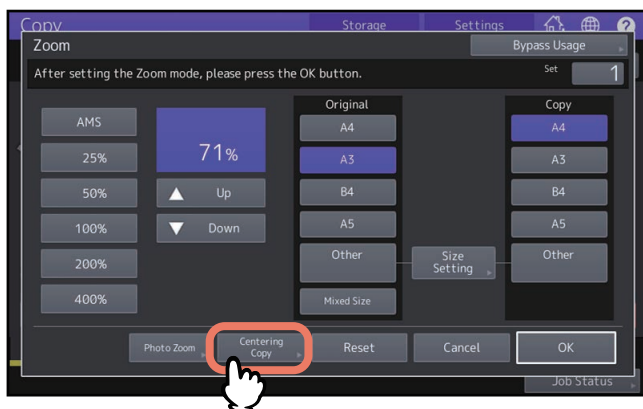 Copy
Storage
Settings
Zoom
Bypass Usage
After setting the Zoom mode, please press the OK button.
Set 1
Original
Copy
AMS
25%
50%
100%
200%
400%
71%
Up
Down
A4
A3
B4
A5
Other
Mixed Size
Size
Setting
A4
A3
B4
A5
Other
Photo Zoom
Centering
Copy
Reset
Cancel
OK
Job Status